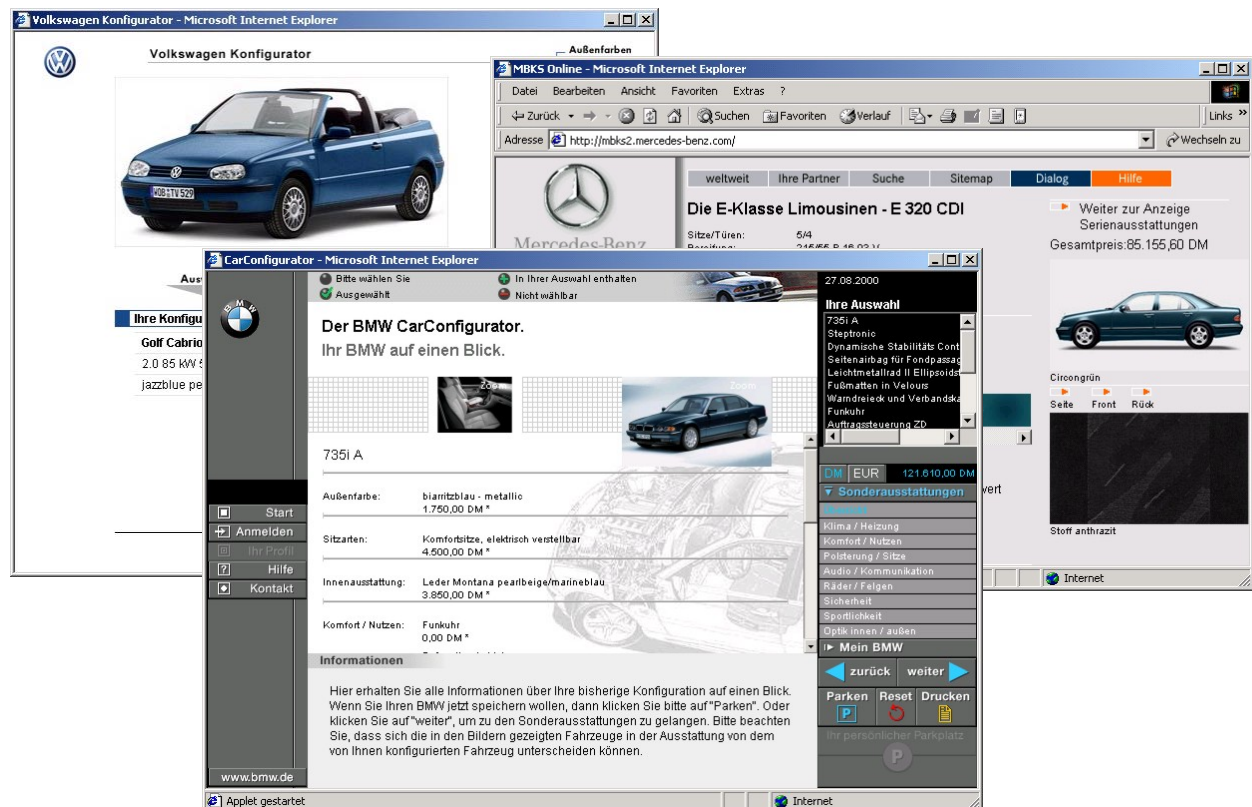 Volkswagen Konfigurator - Microsoft Internet Explorer
Volkswagen Konfigurator
Außenfarben
WOB:TV 529
Ihre Konfigu
Golf Cabrio
2.0 85 kW
jazzblue pe
MBKS Online - Microsoft Internet Explorer
Datei Bearbeiten Ansicht Favoriten Extras ?
Zurück Suchen Favoriten Verlauf Links »
Adresse http://mbks2.mercedes-benz.com/ Wechseln zu
weltweit Ihre Partner Suche Sitemap Dialog Hilfe
Mercedes-Benz
Die E-Klasse Limousinen - E 320 CDI
Sitze/Türen: 5/4
Weiter zur Anzeige
Serienausstattungen
Gesamtpreis:85.155,60 DM
Circongrün
Seite Front Rück
Stoff anthrazit
Internet
CarConfigurator - Microsoft Internet Explorer
BMW
Bitte wählen Sie
In Ihrer Auswahl enthalten
Ausgewählt
Nicht wählbar
Der BMW CarConfigurator.
Ihr BMW auf einen Blick.
Zoom
Zoom
735i A
Außenfarbe: biarritzblau - metallic
1.750,00 DM *
Sitzarten: Komfortsitze, elektrisch verstellbar
4.500,00 DM *
Innenausstattung: Leder Montana pearlbeige/marineblau
3.850,00 DM *
Komfort / Nutzen: Funkuhr
0,00 DM *
Informationen
Hier erhalten Sie alle Informationen über Ihre bisherige Konfiguration auf einen Blick.
Wenn Sie Ihren BMW jetzt speichern wollen, dann klicken Sie bitte auf "Parken". Oder
klicken Sie auf "weiter", um zu den Sonderausstattungen zu gelangen. Bitte beachten
Sie, dass sich die in den Bildern gezeigten Fahrzeuge in der Ausstattung von dem
von Ihnen konfigurierten Fahrzeug unterscheiden können.
Start
Anmelden
Ihr Profil
Hilfe
Kontakt
www.bmw.de
27.08.2000
Ihre Auswahl
735i A
Steptronic
Dynamische Stabilitäts Cont
Seitenairbag für Fondpassag
Leichtmetallrad II Ellipsoidst
Fußmatten in Velours
Warndreieck und Verbandska
Funkuhr
Auftragssteuerung ZD
DM EUR 121.610,00 DM
Sonderausstattungen
Klima / Heizung
Komfort / Nutzen
Polsterung / Sitze
Audio / Kommunikation
Räder / Felgen
Sicherheit
Sportlichkeit
Optik innen / außen
Mein BMW
zurück weiter
Parken Reset Drucken
P
Ihr persönlicher Parkplatz
P
Applet gestartet
Internet